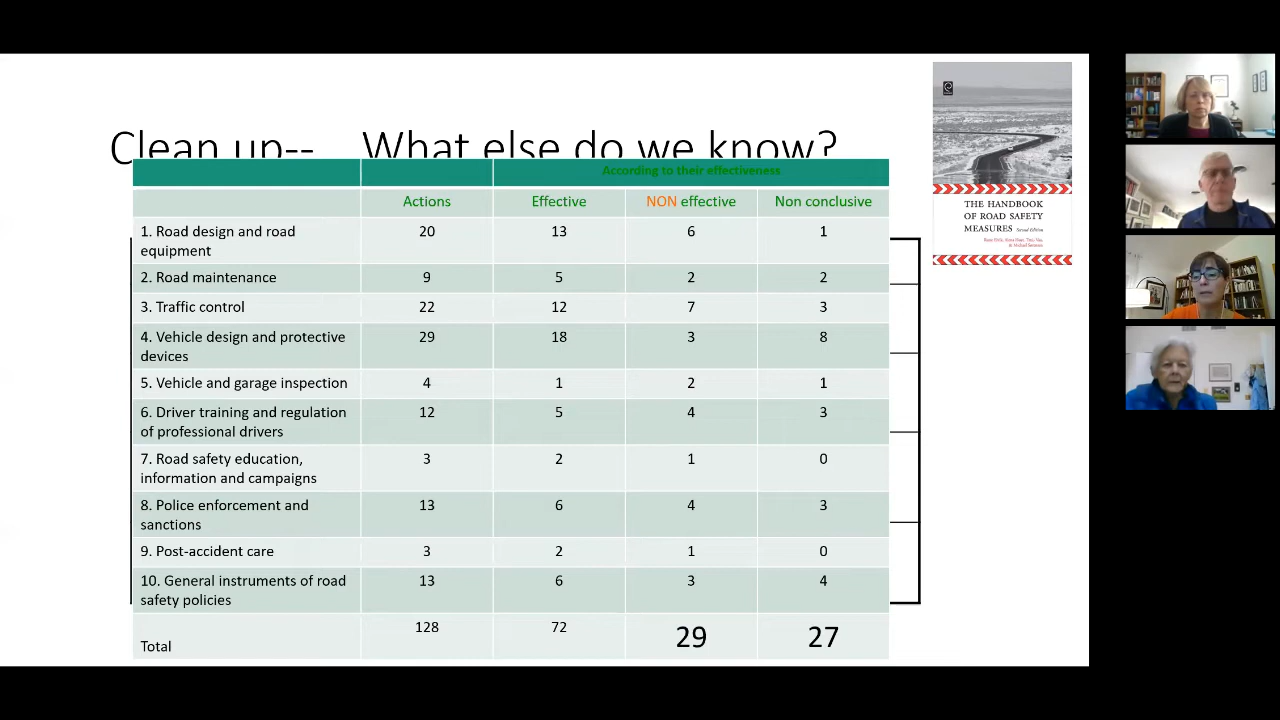 Clean up-- What else do we know?
According to their effectiveness
Actions Effective NON effective Non conclusive
1. Road design and road
equipment
20 13 6 1
2. Road maintenance 9 5 2 2
3. Traffic control 22 12 7 3
4. Vehicle design and protective
devices
29 18 3 8
5. Vehicle and garage inspection 4 1 2 1
6. Driver training and regulation
of professional drivers
12 5 4 3
7. Road safety education,
information and campaigns
3 2 1 0
8. Police enforcement and
sanctions
13 6 4 3
9. Post-accident care 3 2 1 0
10. General instruments of road
safety policies
13 6 3 4
128 72 29 27
Total
THE HANDBOOK
OF ROAD SAFETY
MEASURES Second Edition